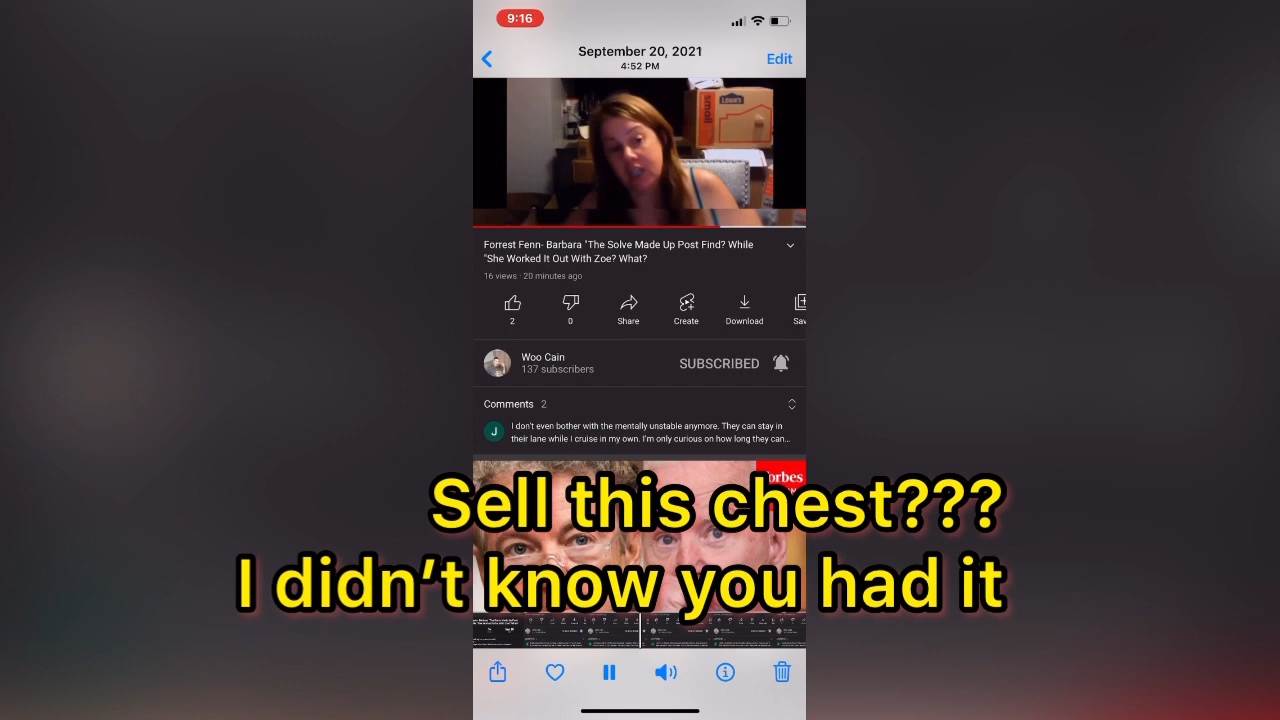 9:16
September 20, 2021
4:52 PM
Edit
small
LOWE'S
Forrest Fenn- Barbara "The Solve Made Up Post Find? While
"She Worked It Out With Zoe? What?
16 views · 20 minutes ago
2
0
Share
Create
Download
Sav
Woo Cain
137 subscribers
SUBSCRIBED
Comments 2
J
I don't even bother with the mentally unstable anymore. They can stay in
their lane while I cruise in my own. I'm only curious on how long they can...
orbes
Sell this chest???
I didn't know you had it